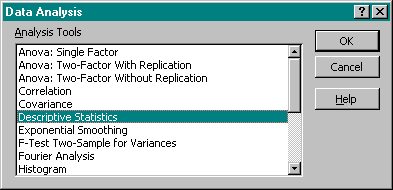 Data Analysis
Analysis Tools
Anova: Single Factor
Anova: Two-Factor With Replication
Anova: Two-Factor Without Replication
Correlation
Covariance
Descriptive Statistics
Exponential Smoothing
F-Test Two-Sample for Variances
Fourier Analysis
Histogram
OK
Cancel
Help